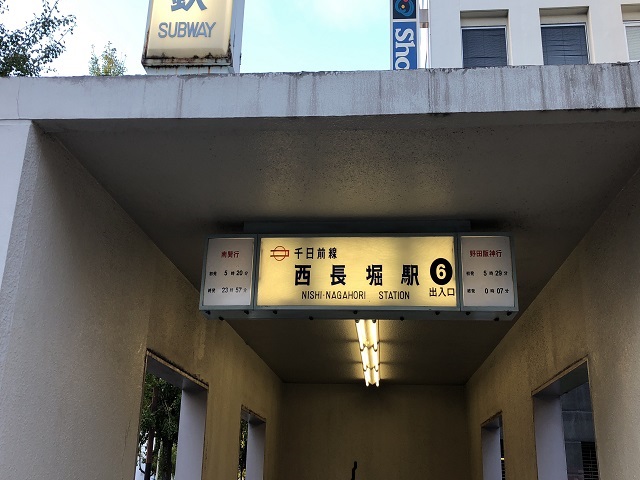 鉄
SUBWAY
Sho
千日前線
西長堀駅
NISHI-NAGAHORI STATION
6
出入口
南巽行
始発 5時20分
終発 23時57分
野田阪神行
始発 5時29分
終発 0時07分